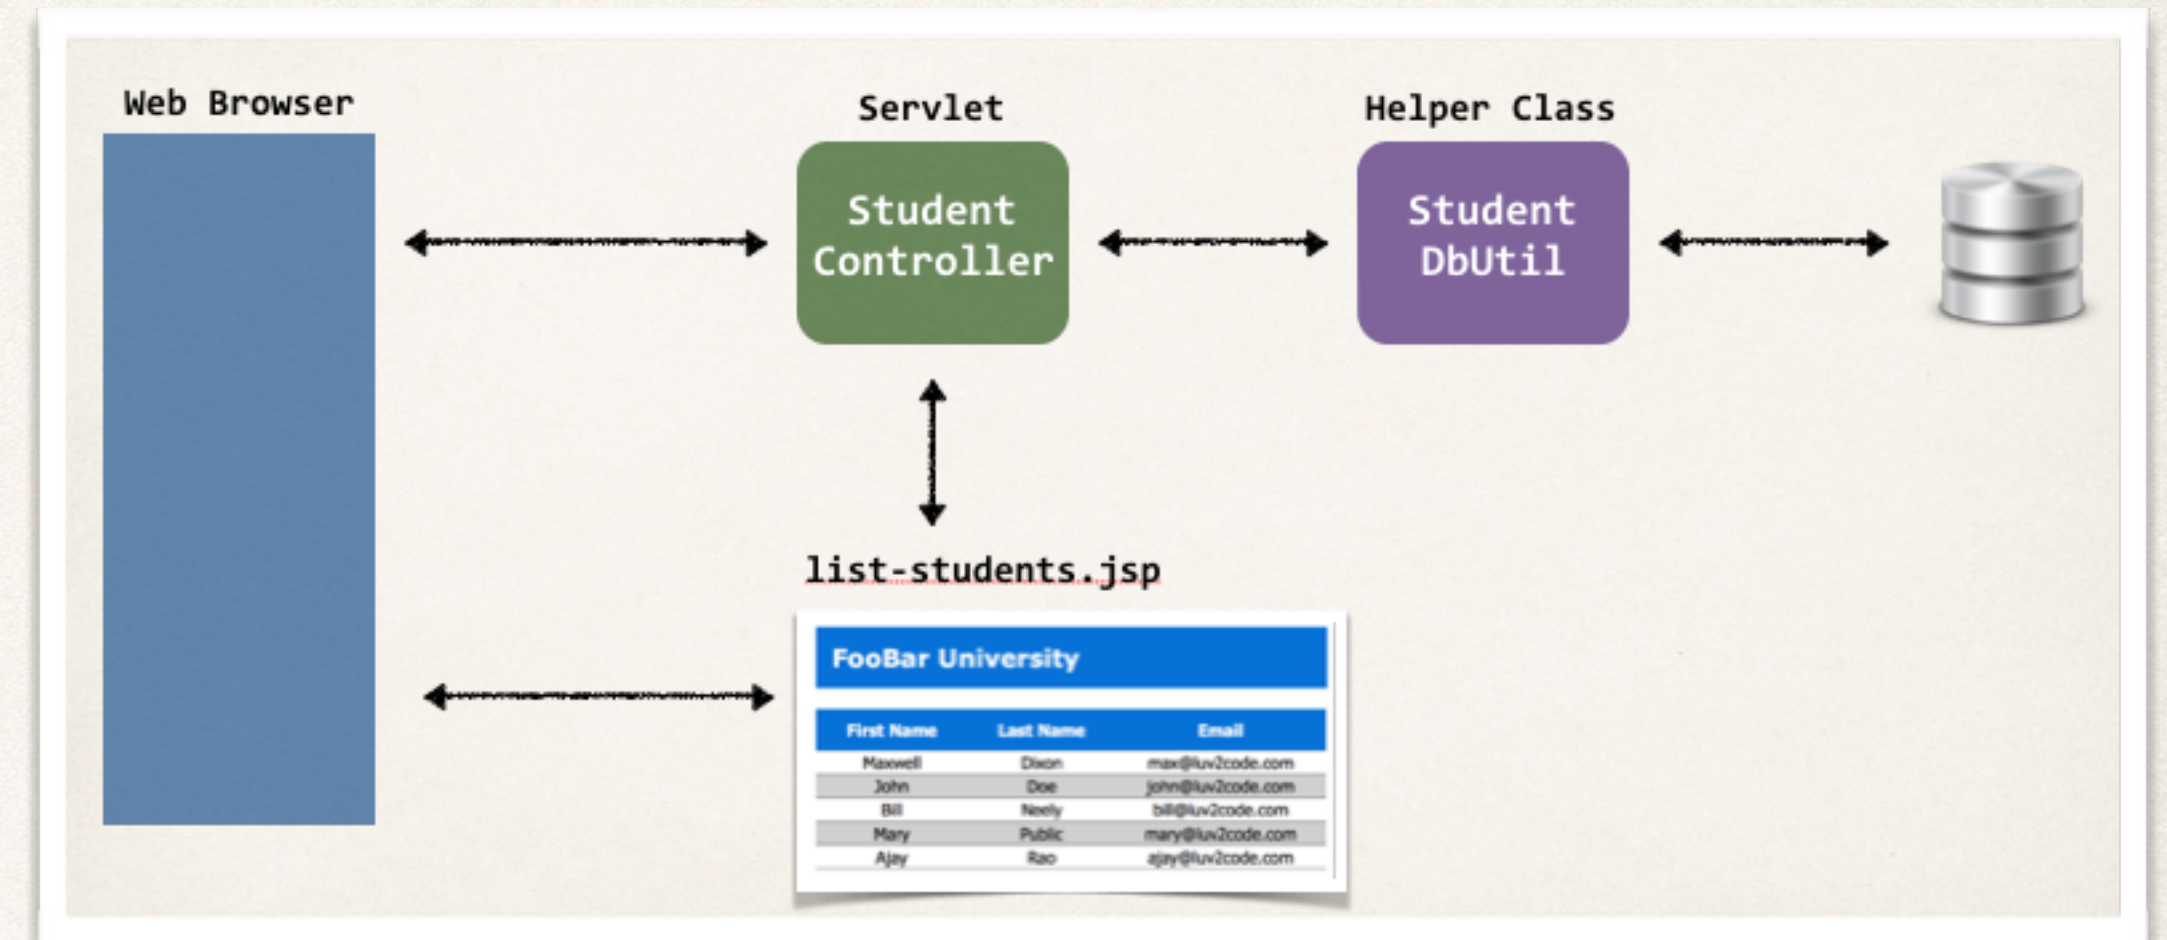 Web Browser
Servlet
Helper Class
Student
Controller
Student
DbUtil
list-students.jsp
FooBar University
First Name Last Name Email
Maxwell Dixon max@luv2code.com
John Doe john@luv2code.com
Bill Neely bill@luv2code.com
Mary Public mary@luv2code.com
Ajay Rao ajay@luv2code.com